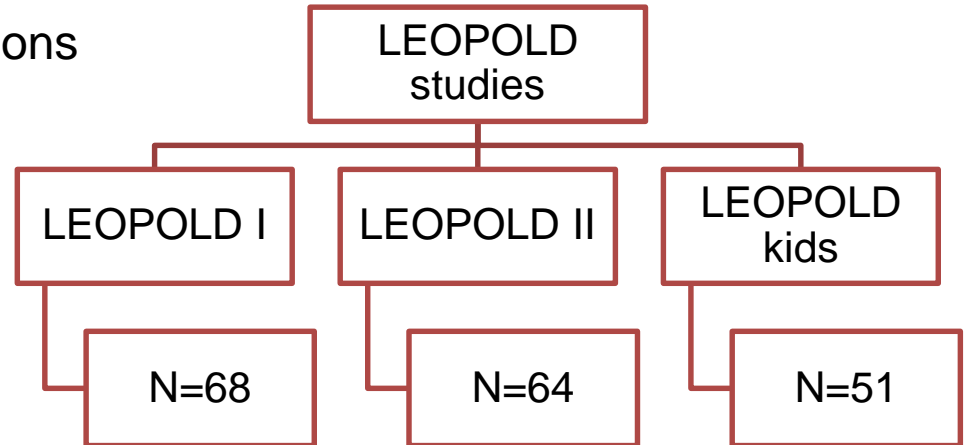 ons
LEOPOLD
studies
LEOPOLD I
LEOPOLD II
LEOPOLD
kids
N=68
N=64
N=51